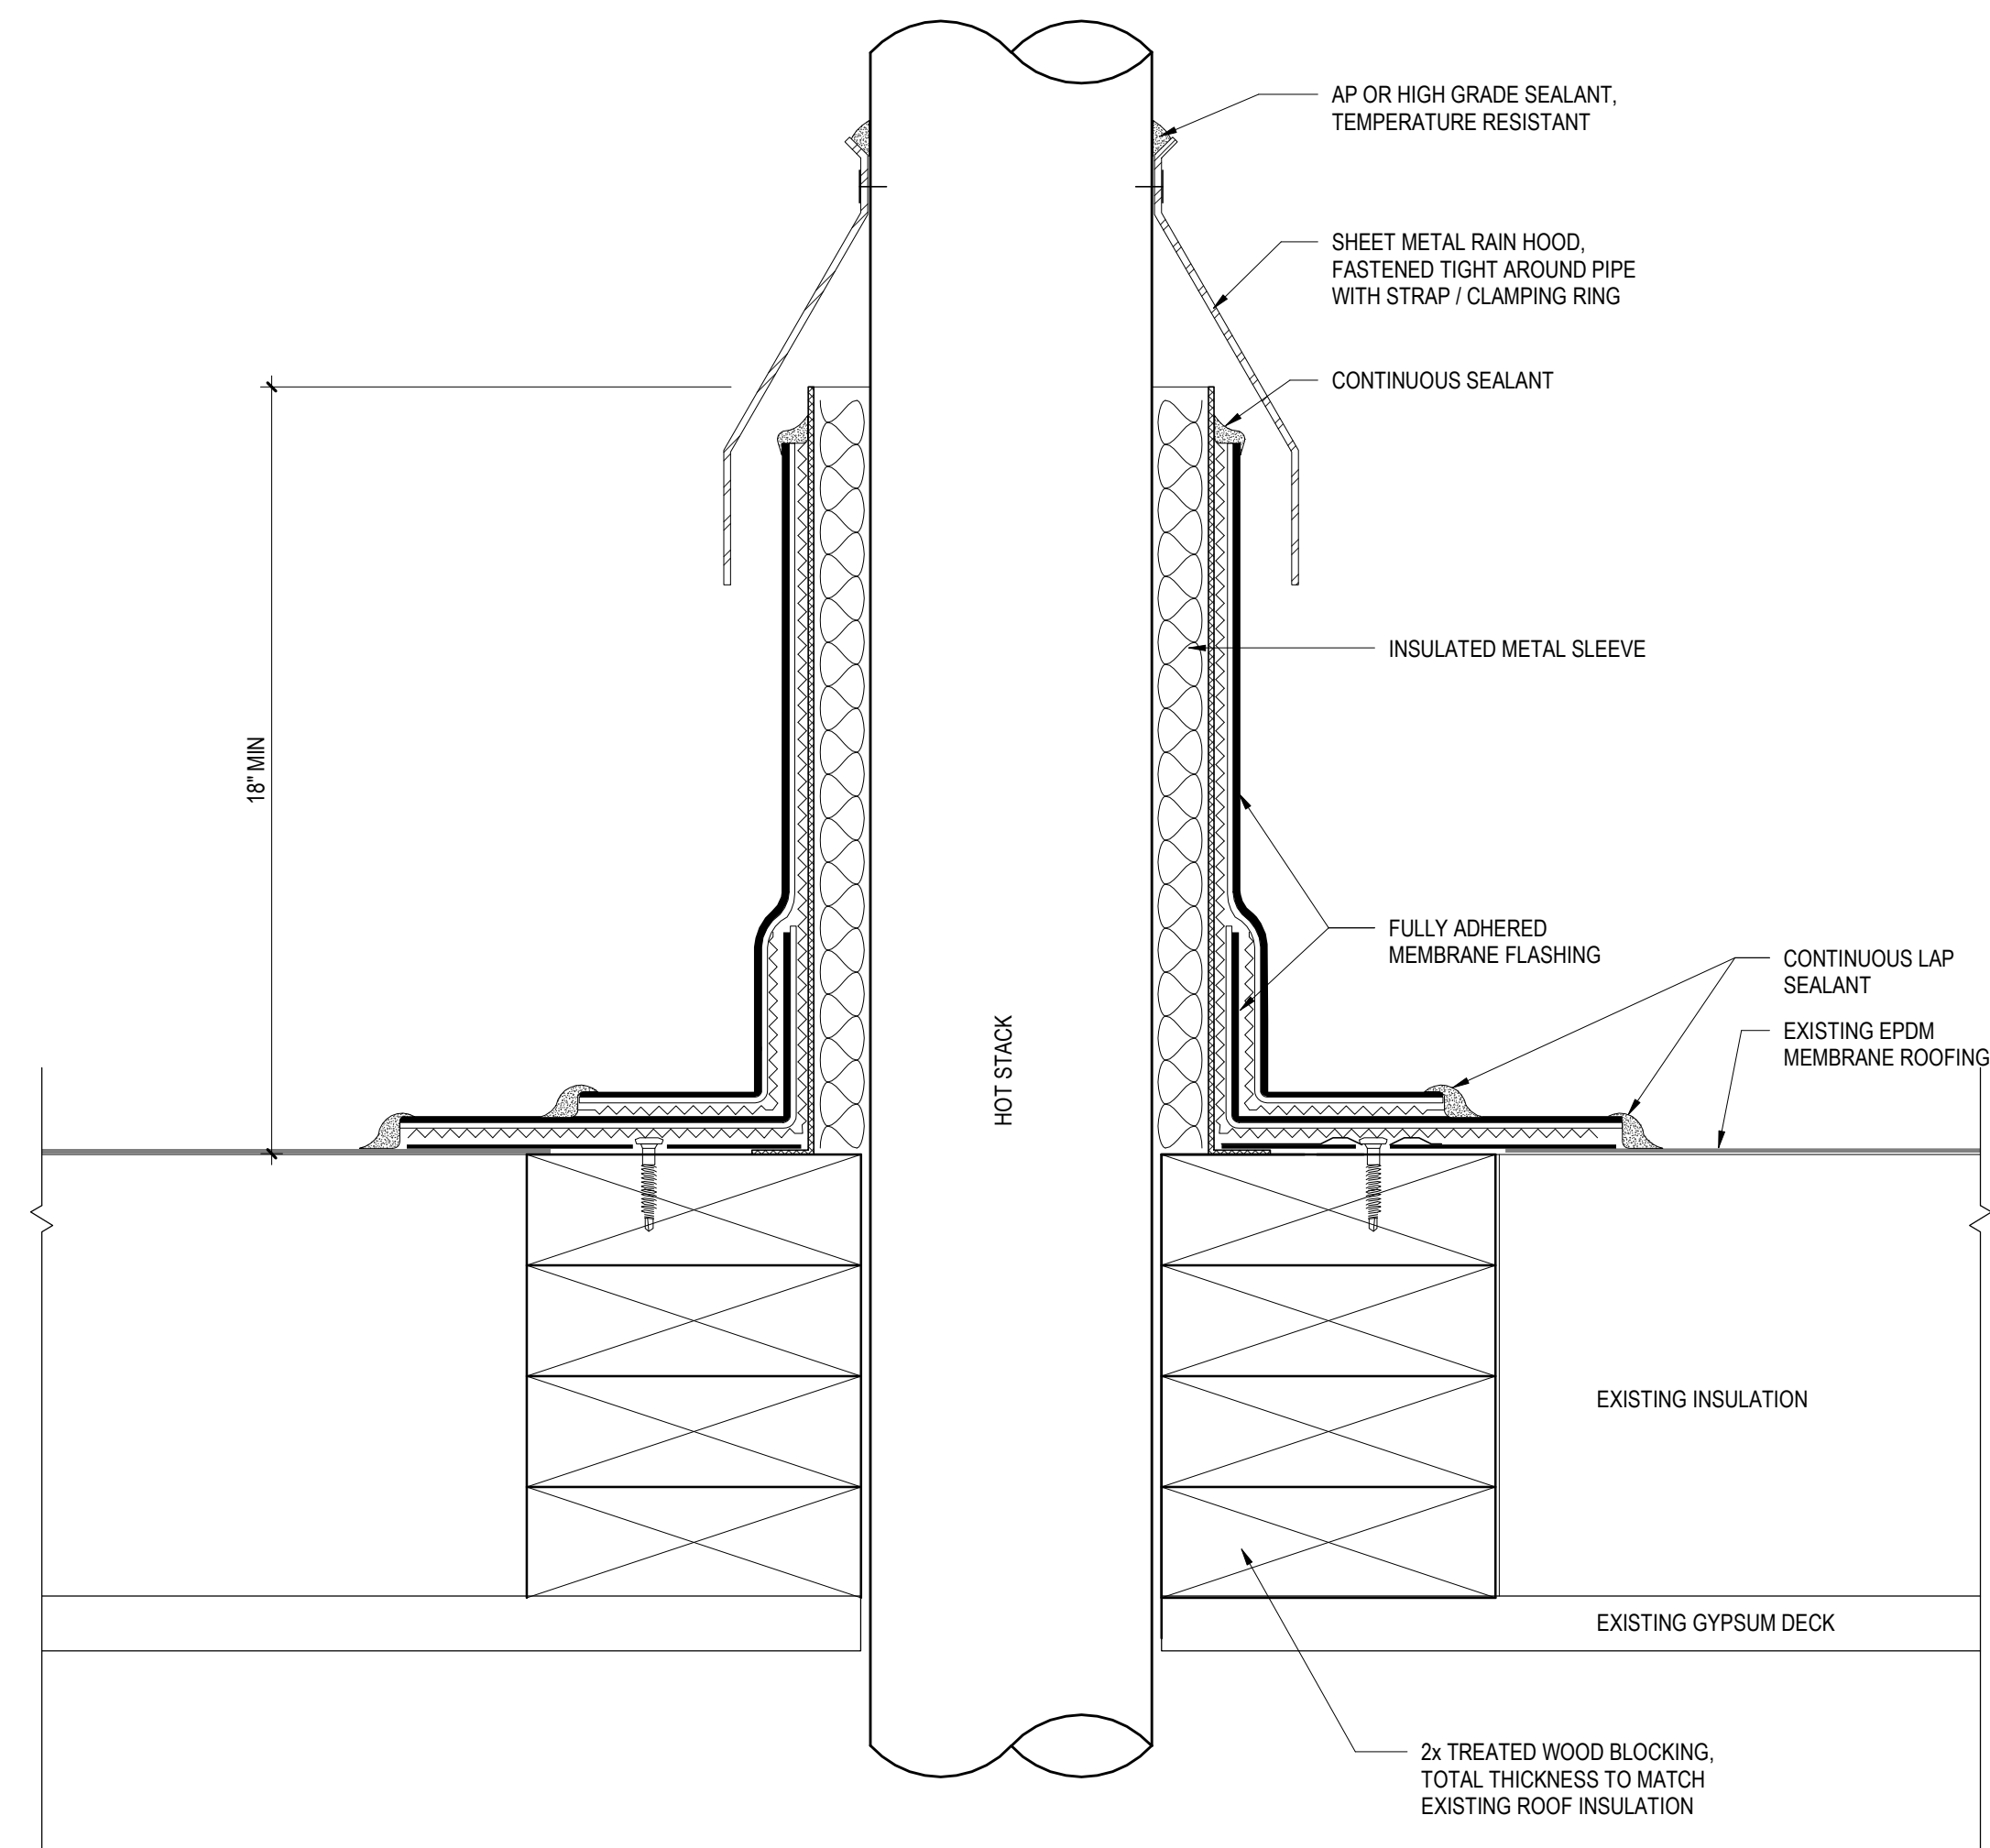 AP OR HIGH GRADE SEALANT,
TEMPERATURE RESISTANT
SHEET METAL RAIN HOOD,
FASTENED TIGHT AROUND PIPE
WITH STRAP / CLAMPING RING
CONTINUOUS SEALANT
INSULATED METAL SLEEVE
18" MIN
FULLY ADHERED
MEMBRANE FLASHING
CONTINUOUS LAP
SEALANT
EXISTING EPDM
MEMBRANE ROOFING
HOT STACK
EXISTING INSULATION
EXISTING GYPSUM DECK
2x TREATED WOOD BLOCKING,
TOTAL THICKNESS TO MATCH
EXISTING ROOF INSULATION